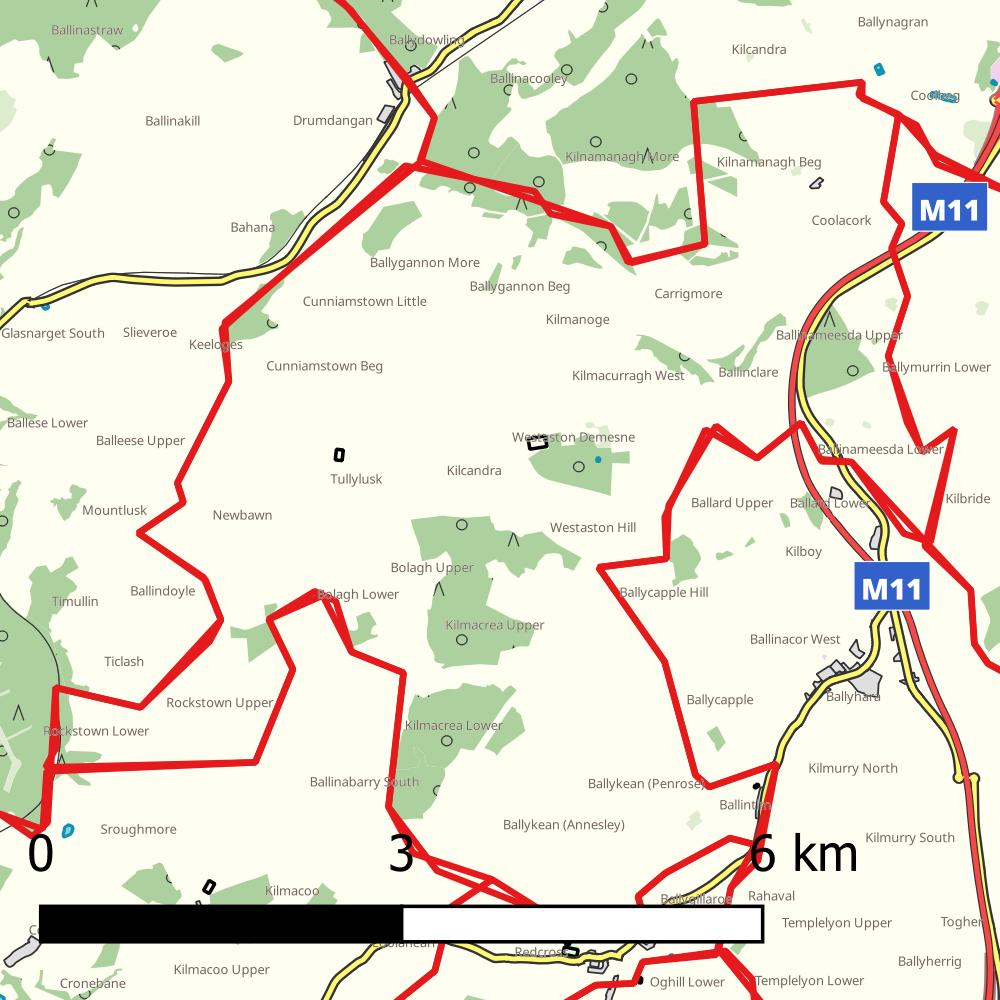 Ballynagran
Ballinastraw
Ballydowling
Kilcandra
Ballinacooley
Ballinakill
Drumdangan
Kilnamanagh More
Kilnamanagh Beg
M11
Coolacork
Bahana
Ballygannon More
Ballygannon Beg
Carrigmore
Cunniamstown Little
Kilmanoge
Glasnarget South
Slieveroe
Keeloges
Ballinameesda Upper
Cunniamstown Beg
Kilmacurragh West
Ballinclare
Ballymurrin Lower
Ballese Lower
Balleese Upper
Westaston Demesne
Ballinameesda Lower
Kilcandra
Tullylusk
Mountlusk
Newbawn
Ballard Upper
Ballard Lower
Kilbride
Westaston Hill
Kilboy
Bolagh Upper
M11
Ballindoyle
Bolagh Lower
Ballycapple Hill
Timullin
Kilmacrea Upper
Ballinacor West
Ticlash
Rockstown Upper
Ballycapple
Ballyhara
Rockstown Lower
Kilmacrea Lower
Kilmurry North
Ballinabarry South
Ballykean (Penrose)
Sroughmore
Ballykean (Annesley)
Kilmurry South
0 3 6 km
Kilmacoo
Rahaval
Templelyon Upper
Redcross
Ballyherrig
Kilmacoo Upper
Cronebane
Oghill Lower
Templelyon Lower